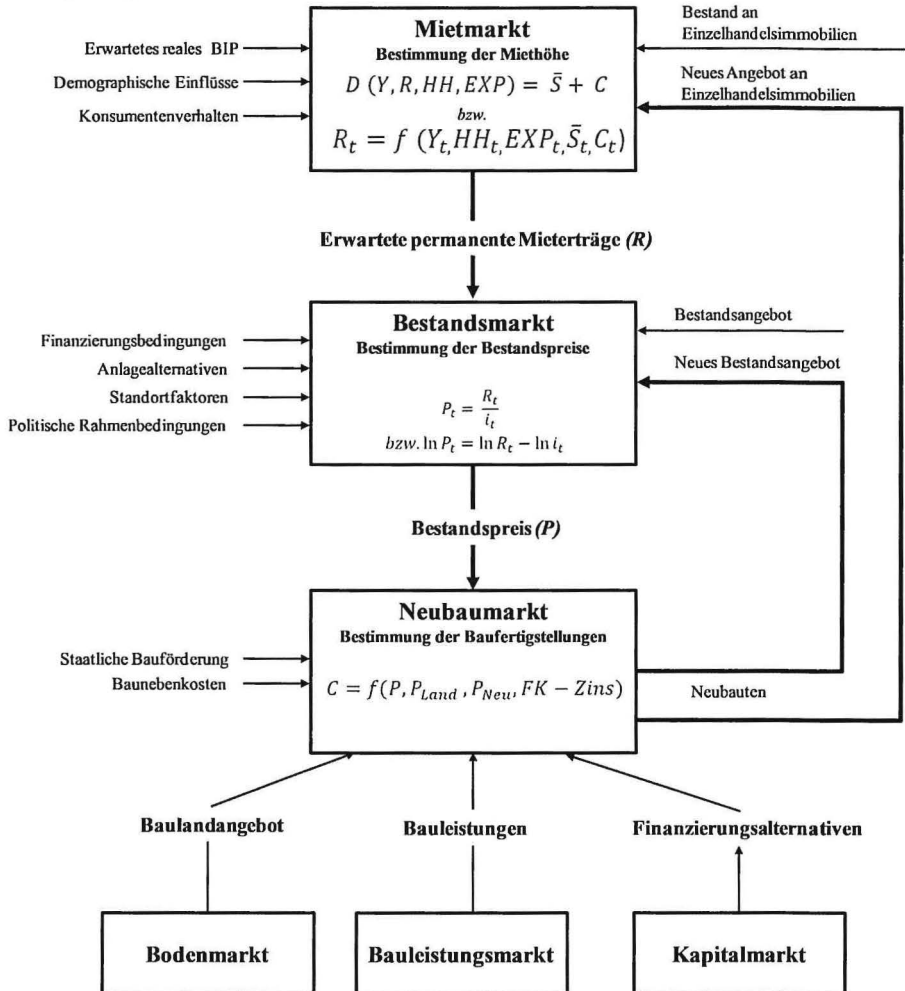 Mietmarkt
Bestimmung der Miethöhe
D (Y, R, HH, EXP) = S̄ + C
bzw.
R_t = f (Y_t, HH_t, EXP_t, S̄_t, C_t)
Erwartetes reales BIP
Demographische Einflüsse
Konsumentenverhalten
Bestand an
Einzelhandelsimmobilien
Neues Angebot an
Einzelhandelsimmobilien
Erwartete permanente Mieterträge (R)
Bestandsmarkt
Bestimmung der Bestandspreise
P_t = R_t / i_t
bzw. ln P_t = ln R_t − ln i_t
Finanzierungsbedingungen
Anlagealternativen
Standortfaktoren
Politische Rahmenbedingungen
Bestandsangebot
Neues Bestandsangebot
Bestandspreis (P)
Neubaumarkt
Bestimmung der Baufertigstellungen
C = f(P, P_Land, P_Neu, FK − Zins)
Staatliche Bauförderung
Baunebenkosten
Neubauten
Baulandangebot
Bauleistungen
Finanzierungsalternativen
Bodenmarkt
Bauleistungsmarkt
Kapitalmarkt